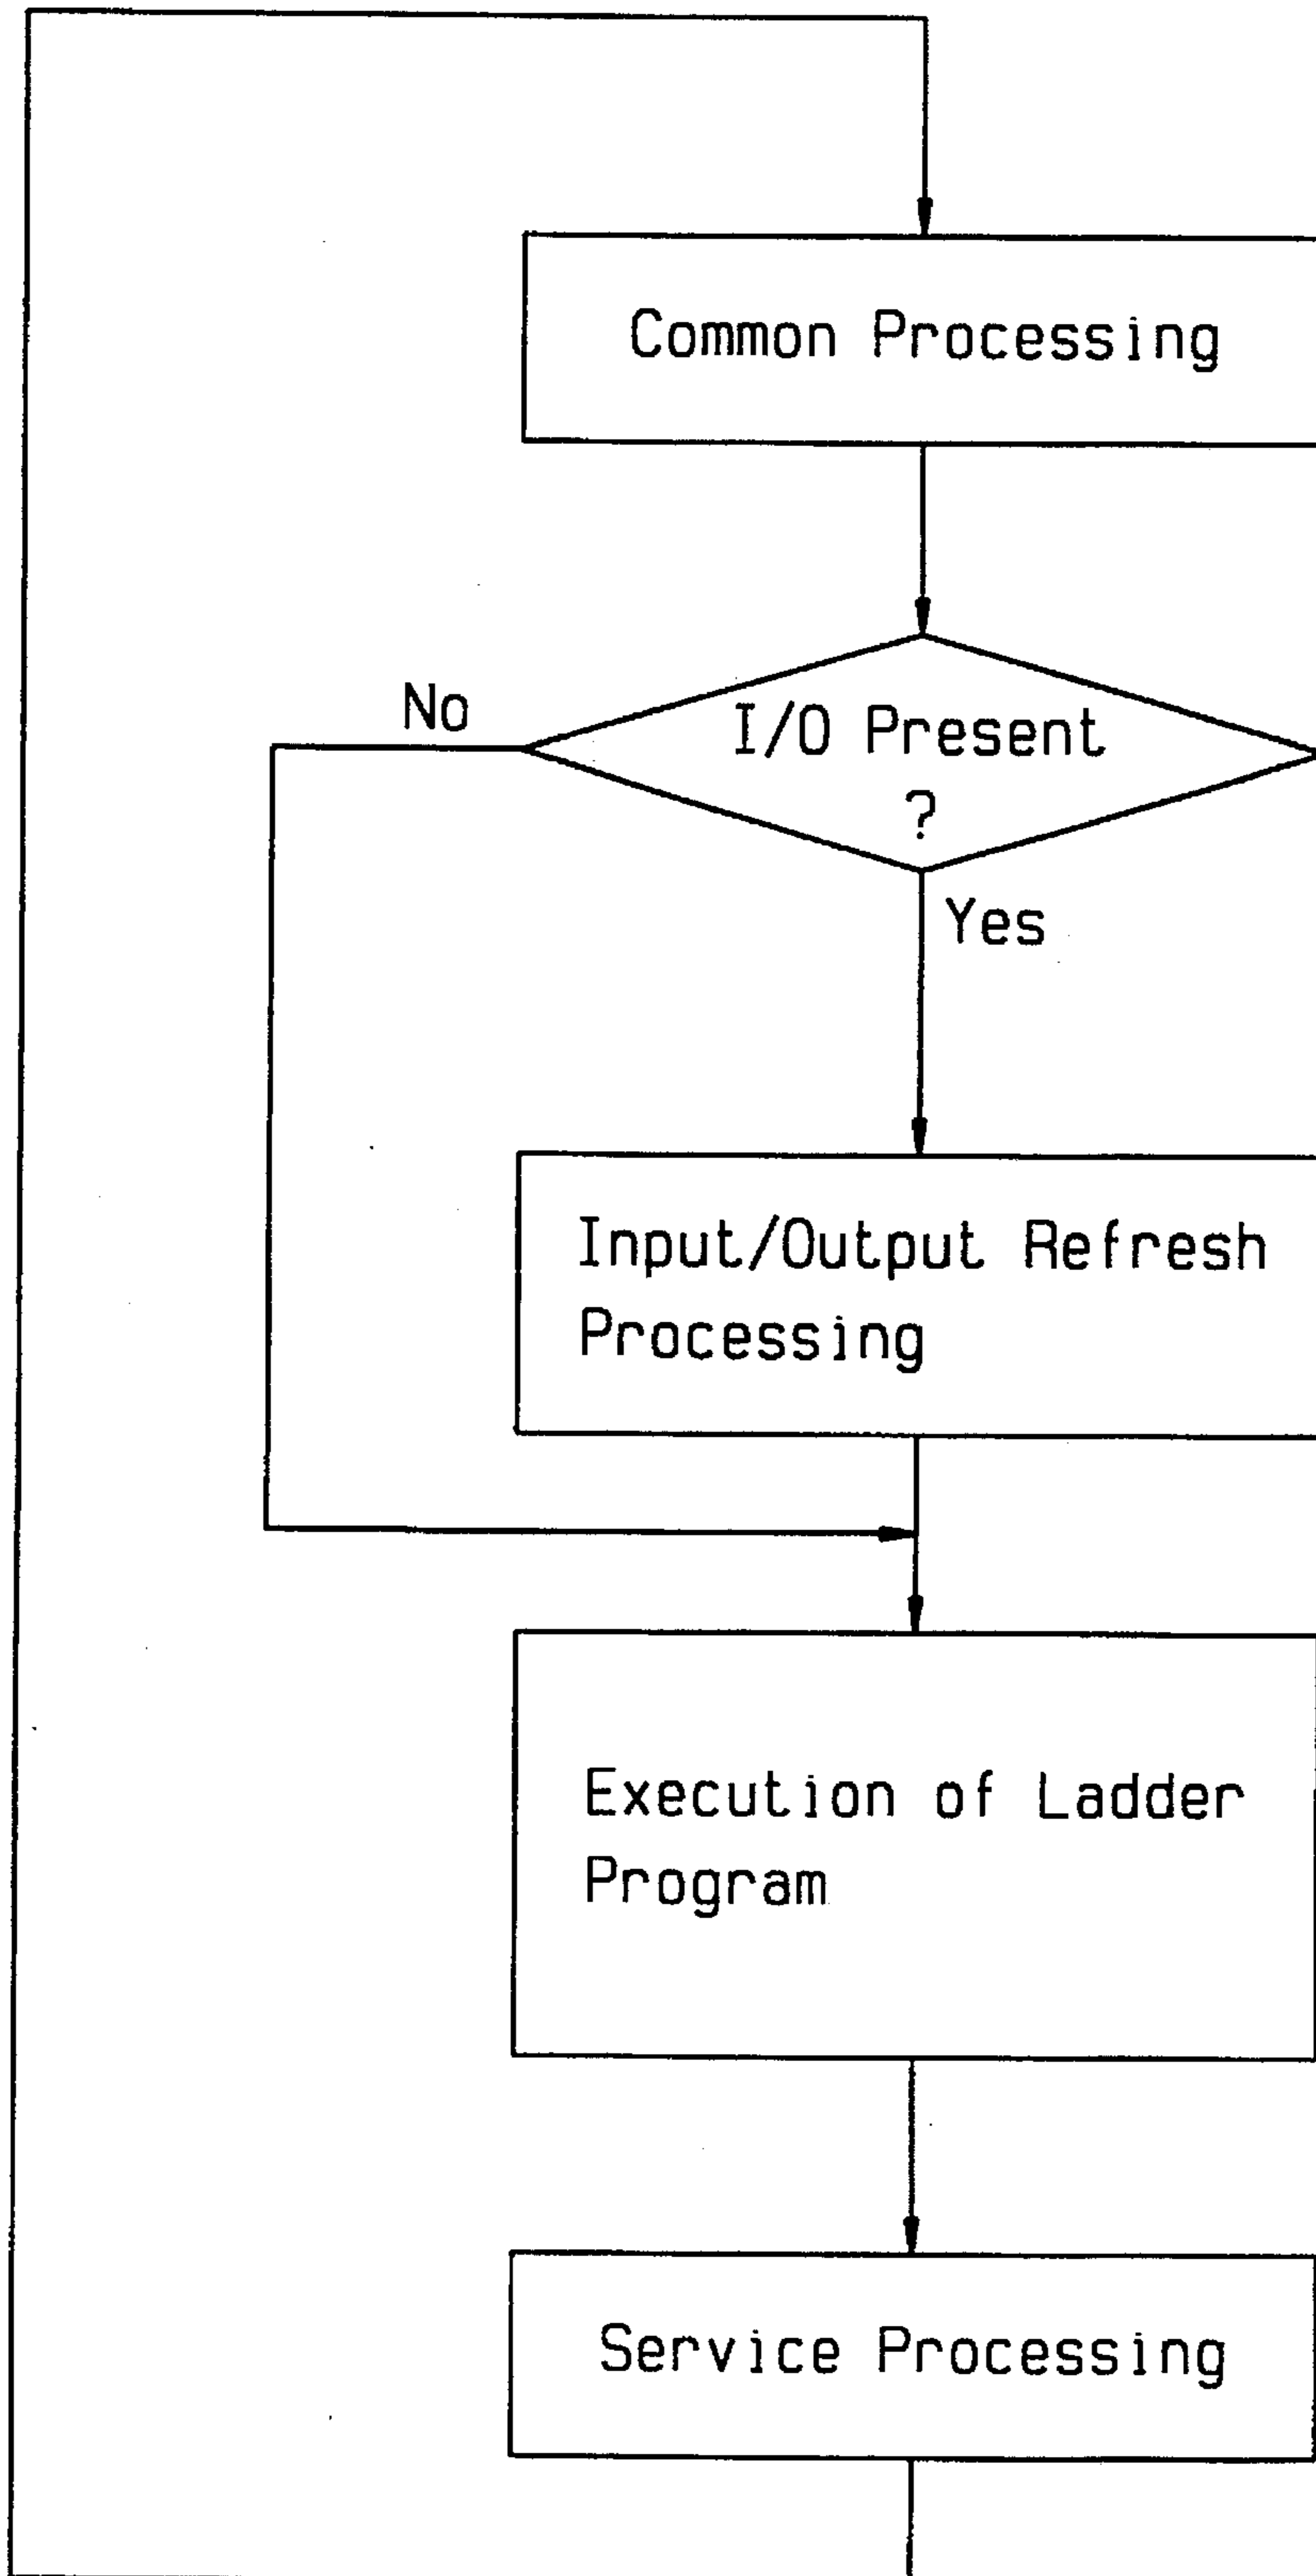 Common Processing
No
I/O Present
?
Yes
Input/Output Refresh
Processing
Execution of Ladder
Program
Service Processing